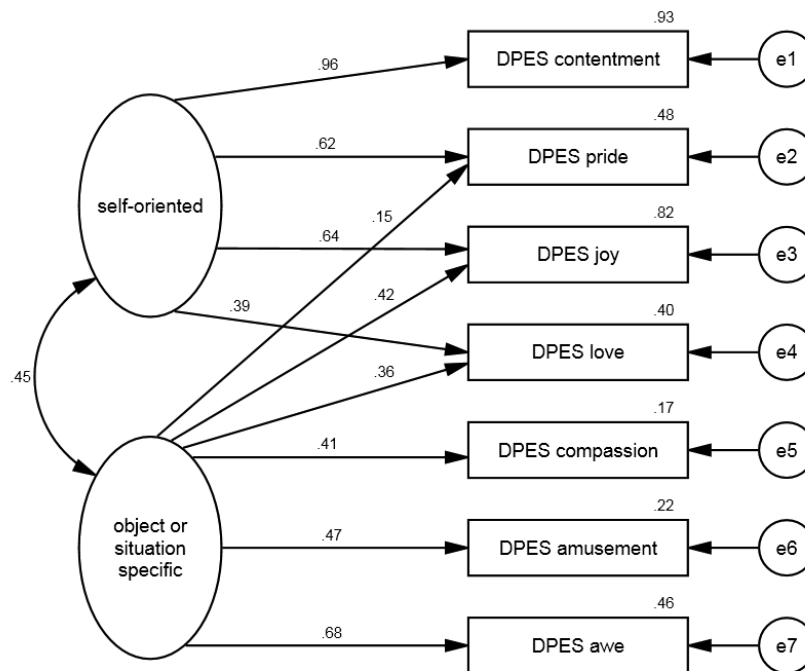 .93
DPES contentment
e1
.96
.48
DPES pride
e2
.62
self-oriented
.15
.82
DPES joy
e3
.64
.42
.39
.40
DPES love
e4
.45
.36
.17
DPES compassion
e5
.41
object or
situation
specific
.22
DPES amusement
e6
.47
.46
DPES awe
e7
.68